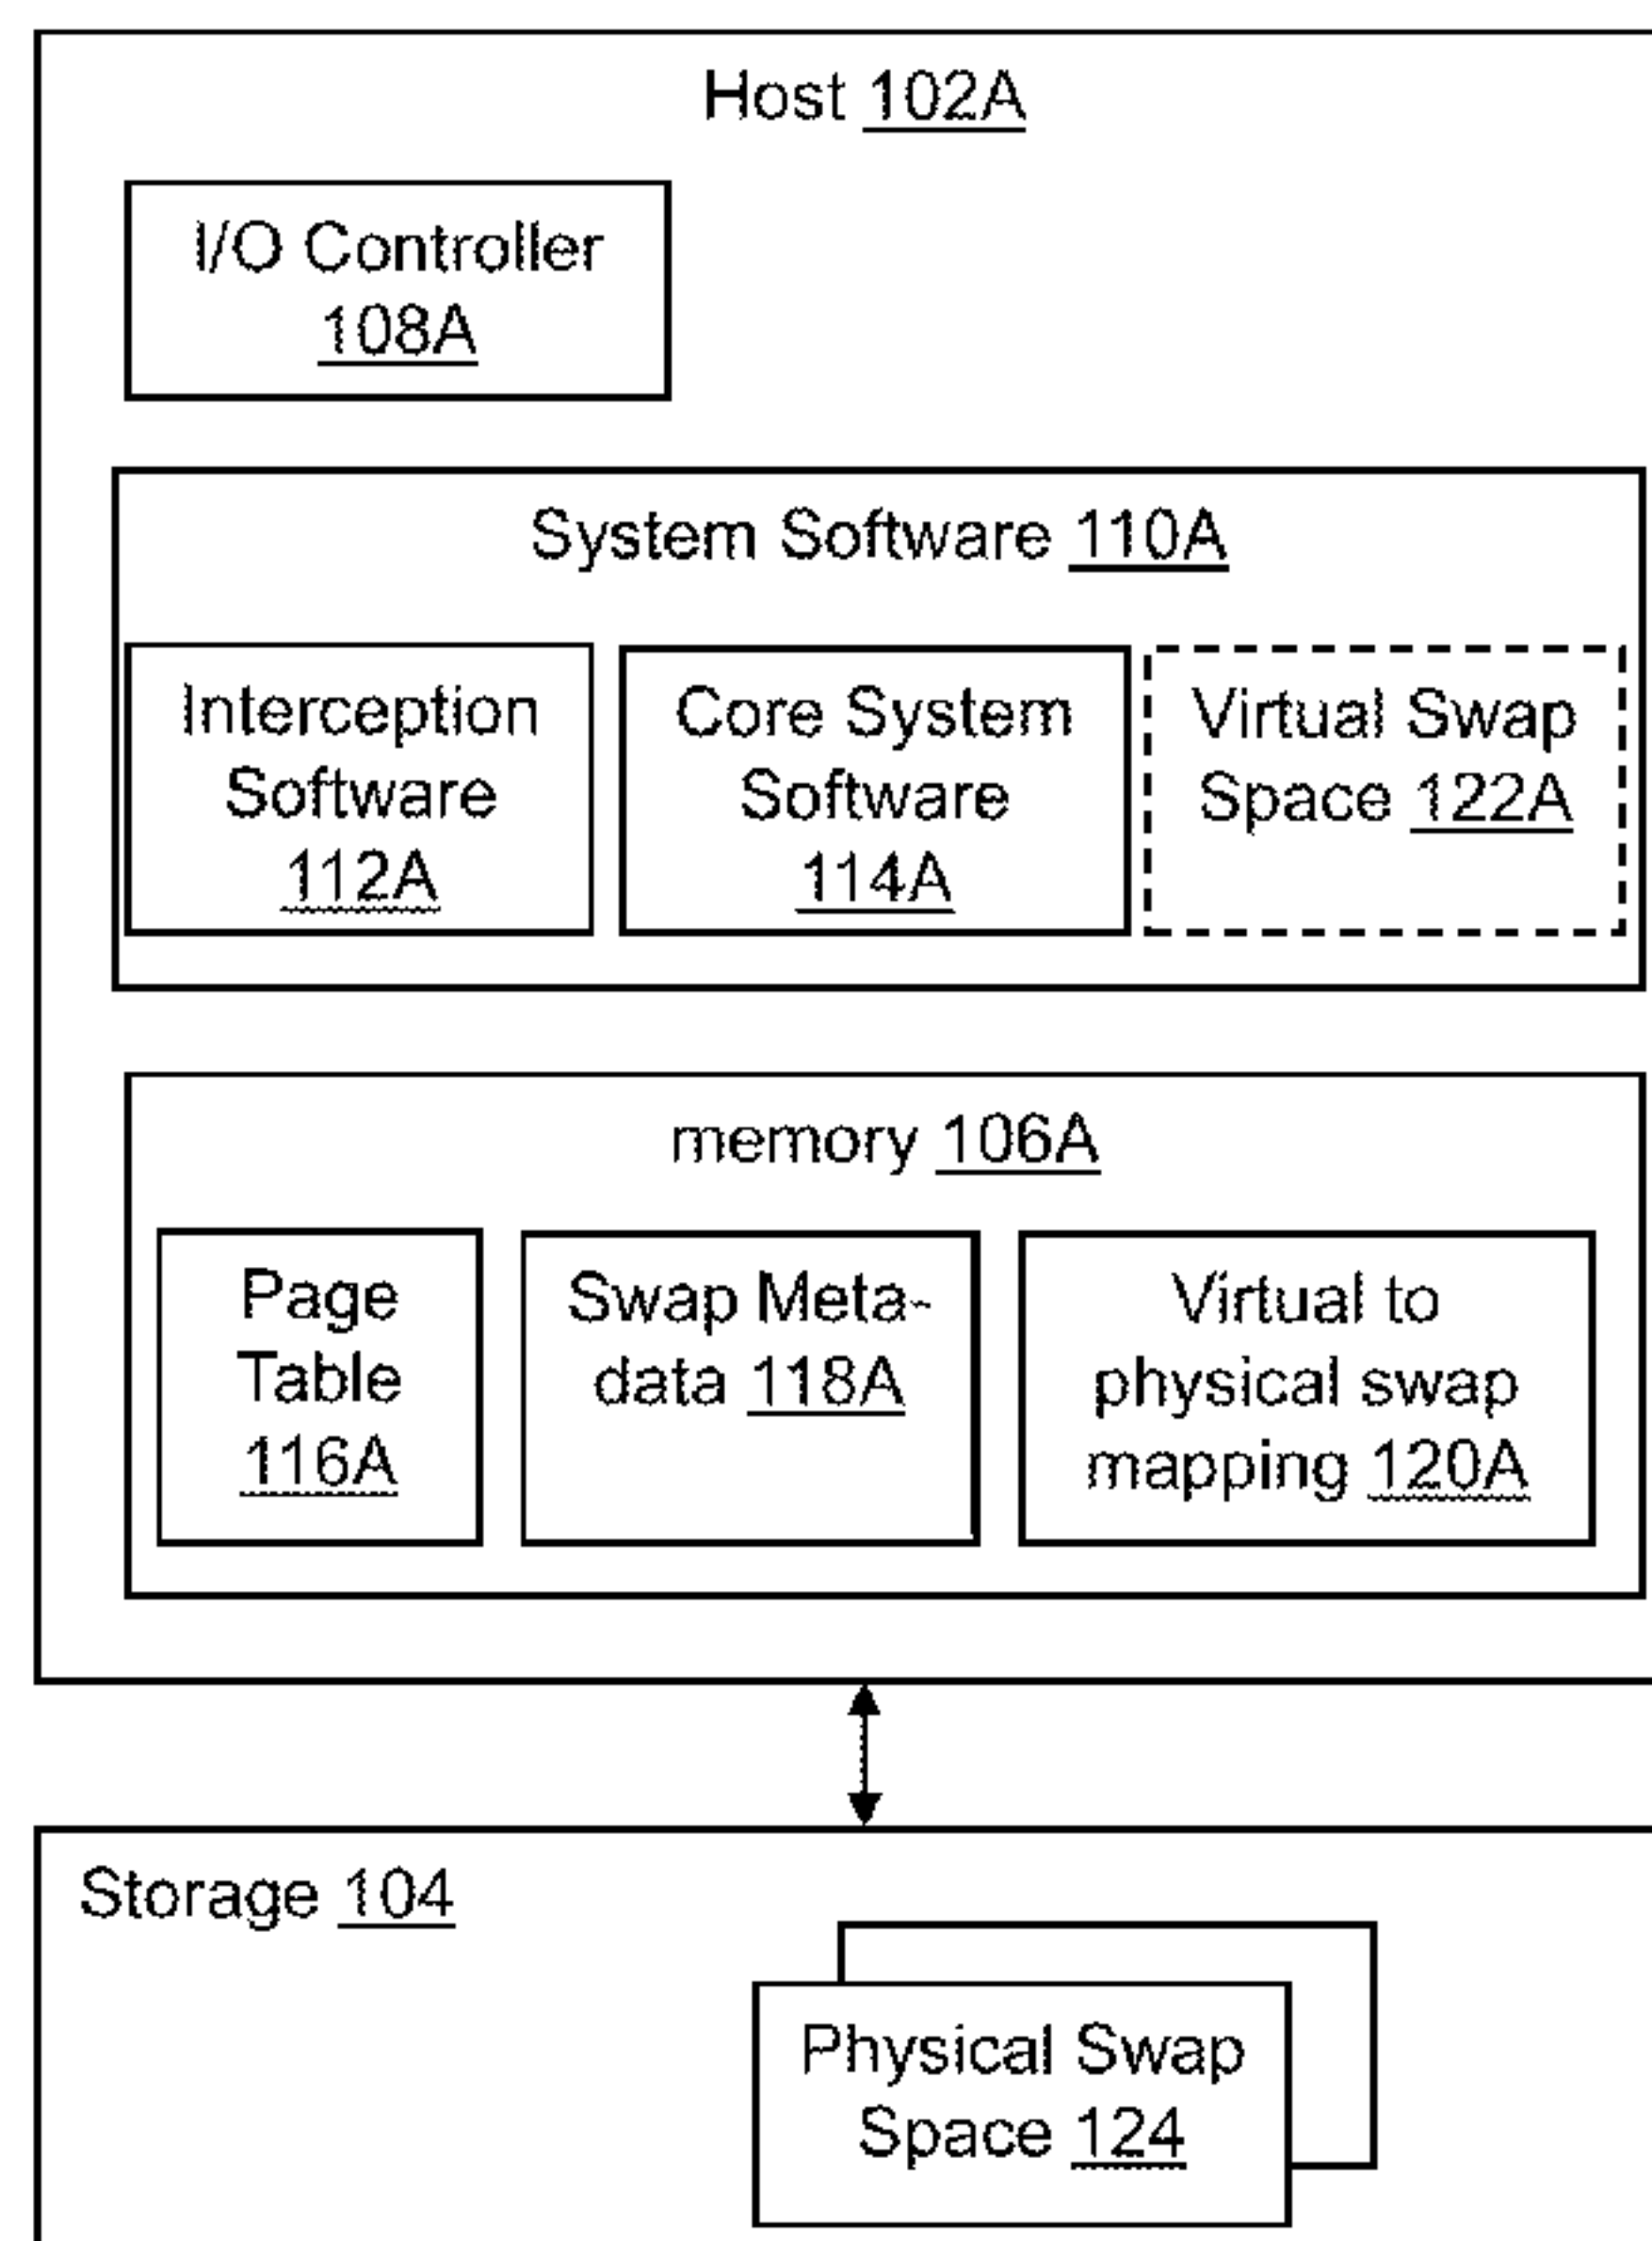 Host 102A
I/O Controller
108A
System Software 110A
Interception
Software
112A
Core System
Software
114A
Virtual Swap
Space 122A
memory 106A
Page
Table
116A
Swap Meta-
data 118A
Virtual to
physical swap
mapping 120A
Storage 104
Physical Swap
Space 124